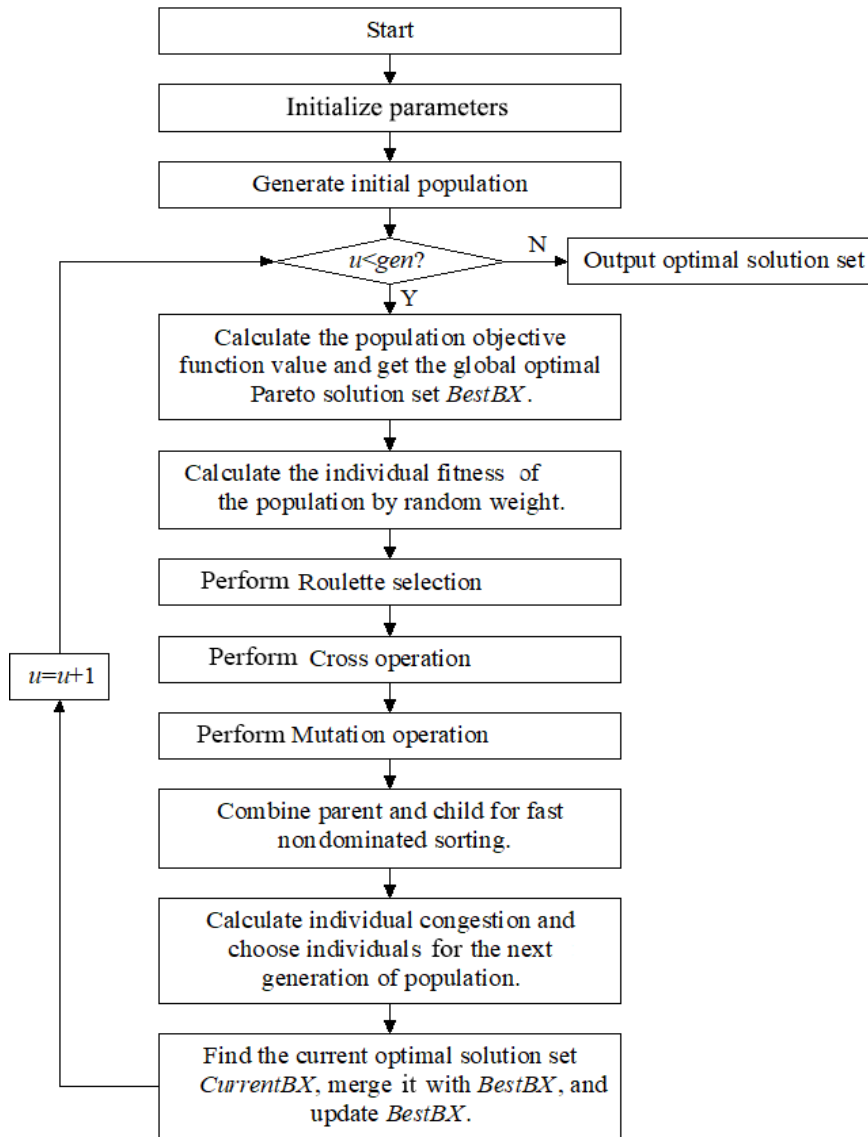 Start
Initialize parameters
Generate initial population
u<gen?
N
Output optimal solution set
Y
Calculate the population objective
function value and get the global optimal
Pareto solution set BestBX.
Calculate the individual fitness of
the population by random weight.
Perform Roulette selection
Perform Cross operation
u=u+1
Perform Mutation operation
Combine parent and child for fast
nondominated sorting.
Calculate individual congestion and
choose individuals for the next
generation of population.
Find the current optimal solution set
CurrentBX, merge it with BestBX, and
update BestBX.